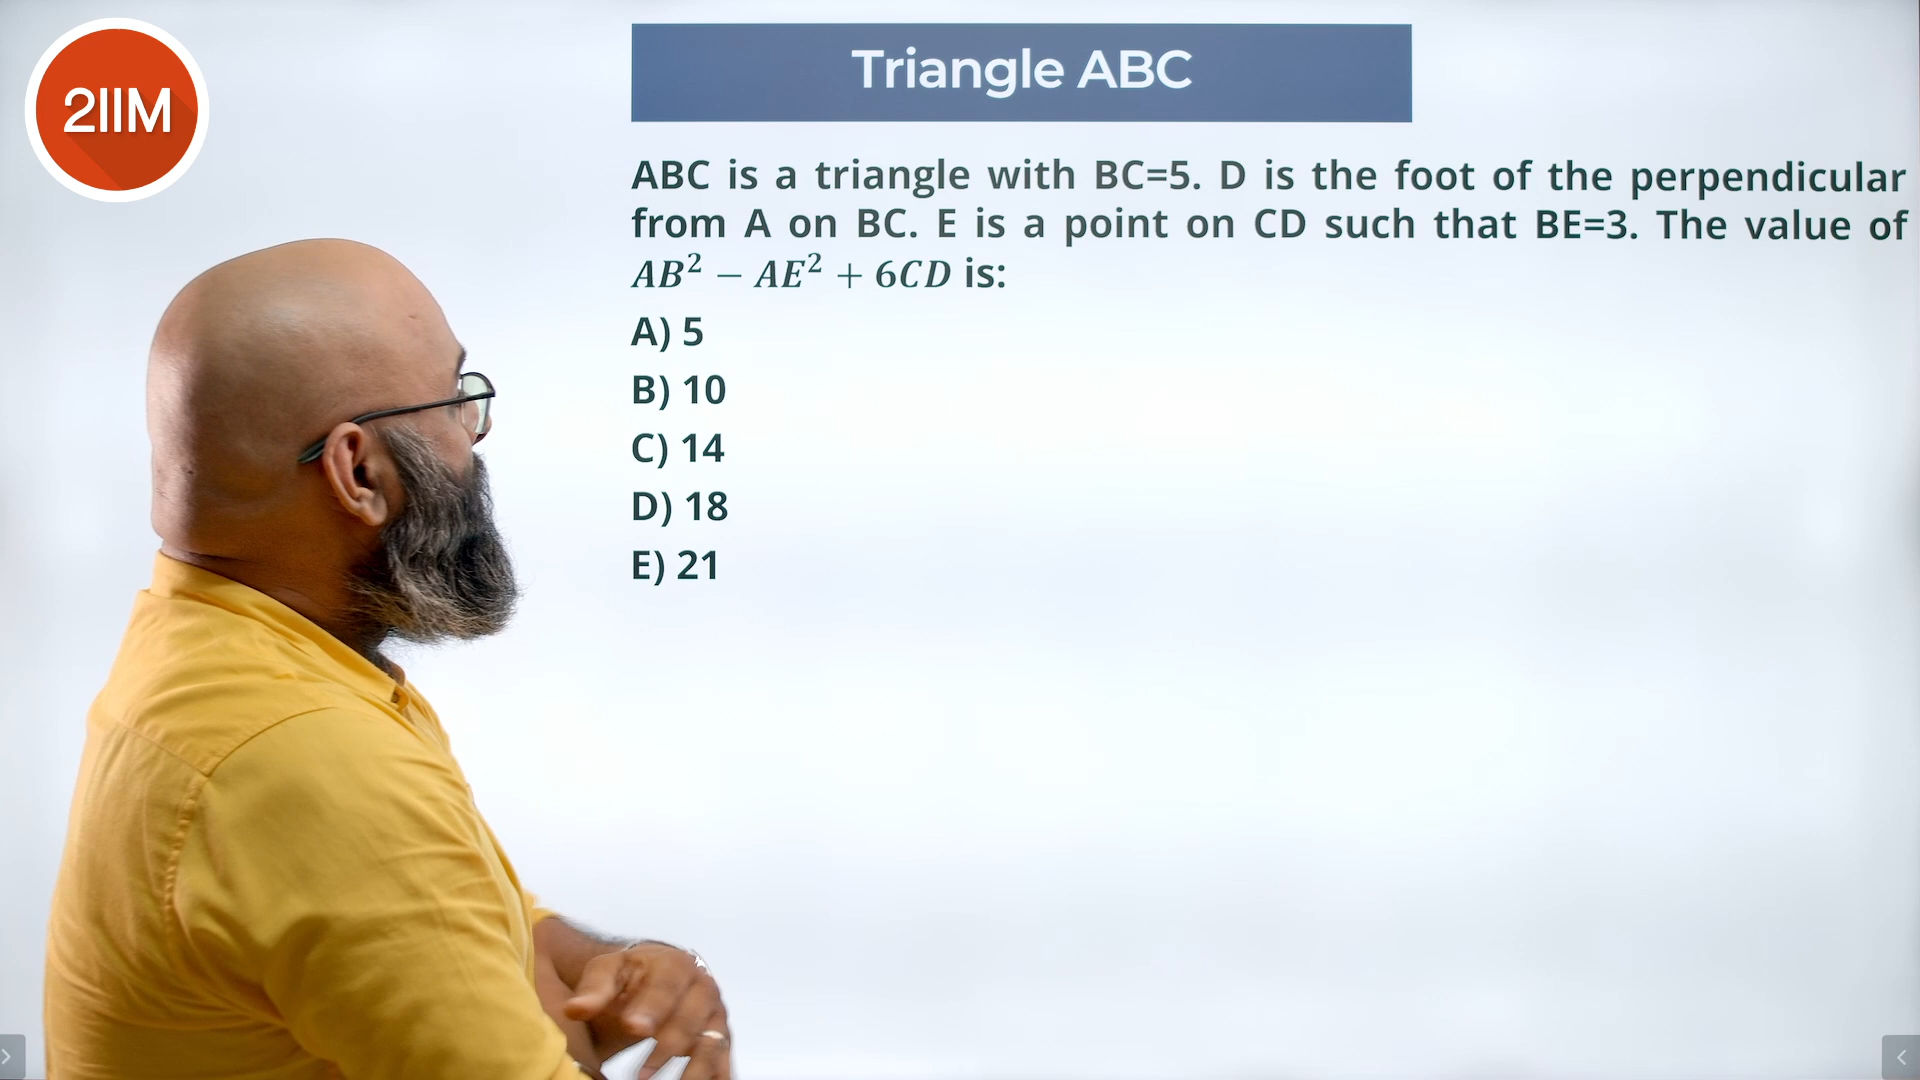 2IIM
Triangle ABC
ABC is a triangle with BC=5. D is the foot of the perpendicular
from A on BC. E is a point on CD such that BE=3. The value of
AB² − AE² + 6CD is:
A) 5
B) 10
C) 14
D) 18
E) 21